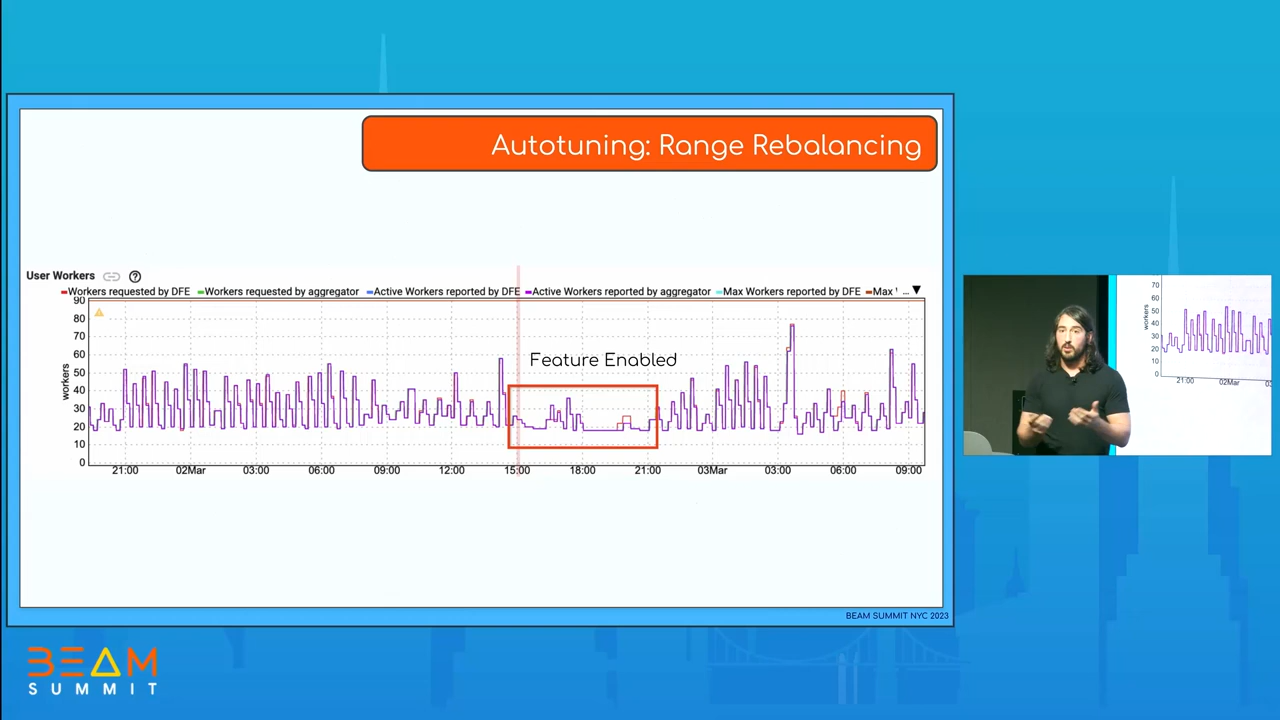 Autotuning: Range Rebalancing
User Workers
Workers requested by DFE Workers requested by aggregator Active Workers reported by DFE Active Workers reported by aggregator Max Workers reported by DFE Max ...
90
80
70
60
50
40
30
20
10
0
workers
Feature Enabled
21:00 02Mar 03:00 06:00 09:00 12:00 15:00 18:00 21:00 03Mar 03:00 06:00 09:00
70
60
50
40
30
20
10
0
workers
21:00 02Mar
BEAM SUMMIT NYC 2023
BEAM
SUMMIT